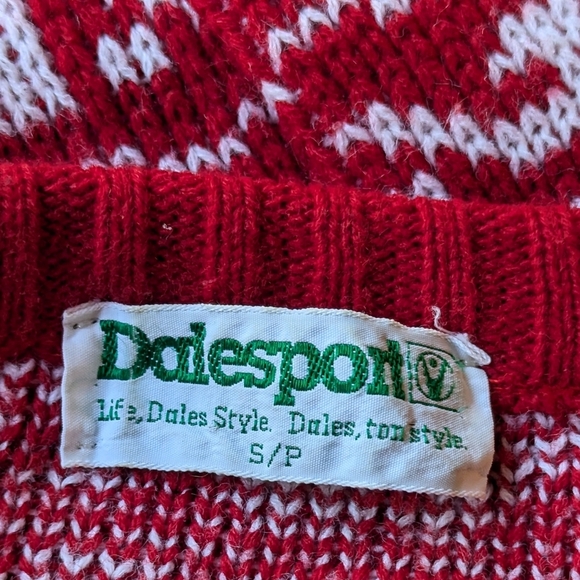 Dalesport
Life, Dales Style. Dales, ton style.
S/P